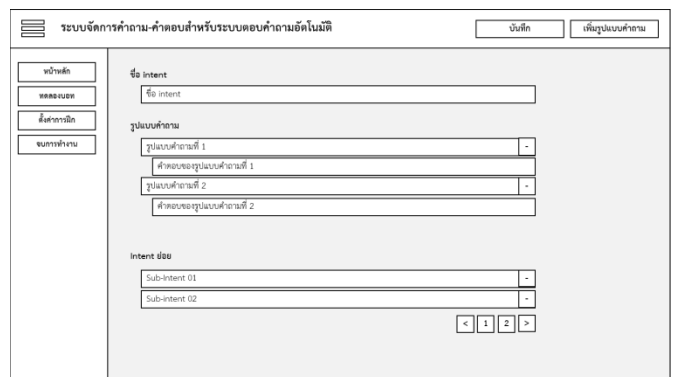 ระบบจัดการคำถาม-คำตอบสำหรับระบบตอบคำถามอัตโนมัติ
บันทึก
เพิ่มรูปแบบคำถาม
หน้าหลัก
ทดลองบอท
ตั้งค่าการฝึก
จบการทำงาน
ชื่อ intent
ชื่อ intent
รูปแบบคำถาม
รูปแบบคำถามที่ 1
-
คำตอบของรูปแบบคำถามที่ 1
รูปแบบคำถามที่ 2
-
คำตอบของรูปแบบคำถามที่ 2
Intent ย่อย
Sub-intent 01
-
Sub-intent 02
-
< 1 2 >